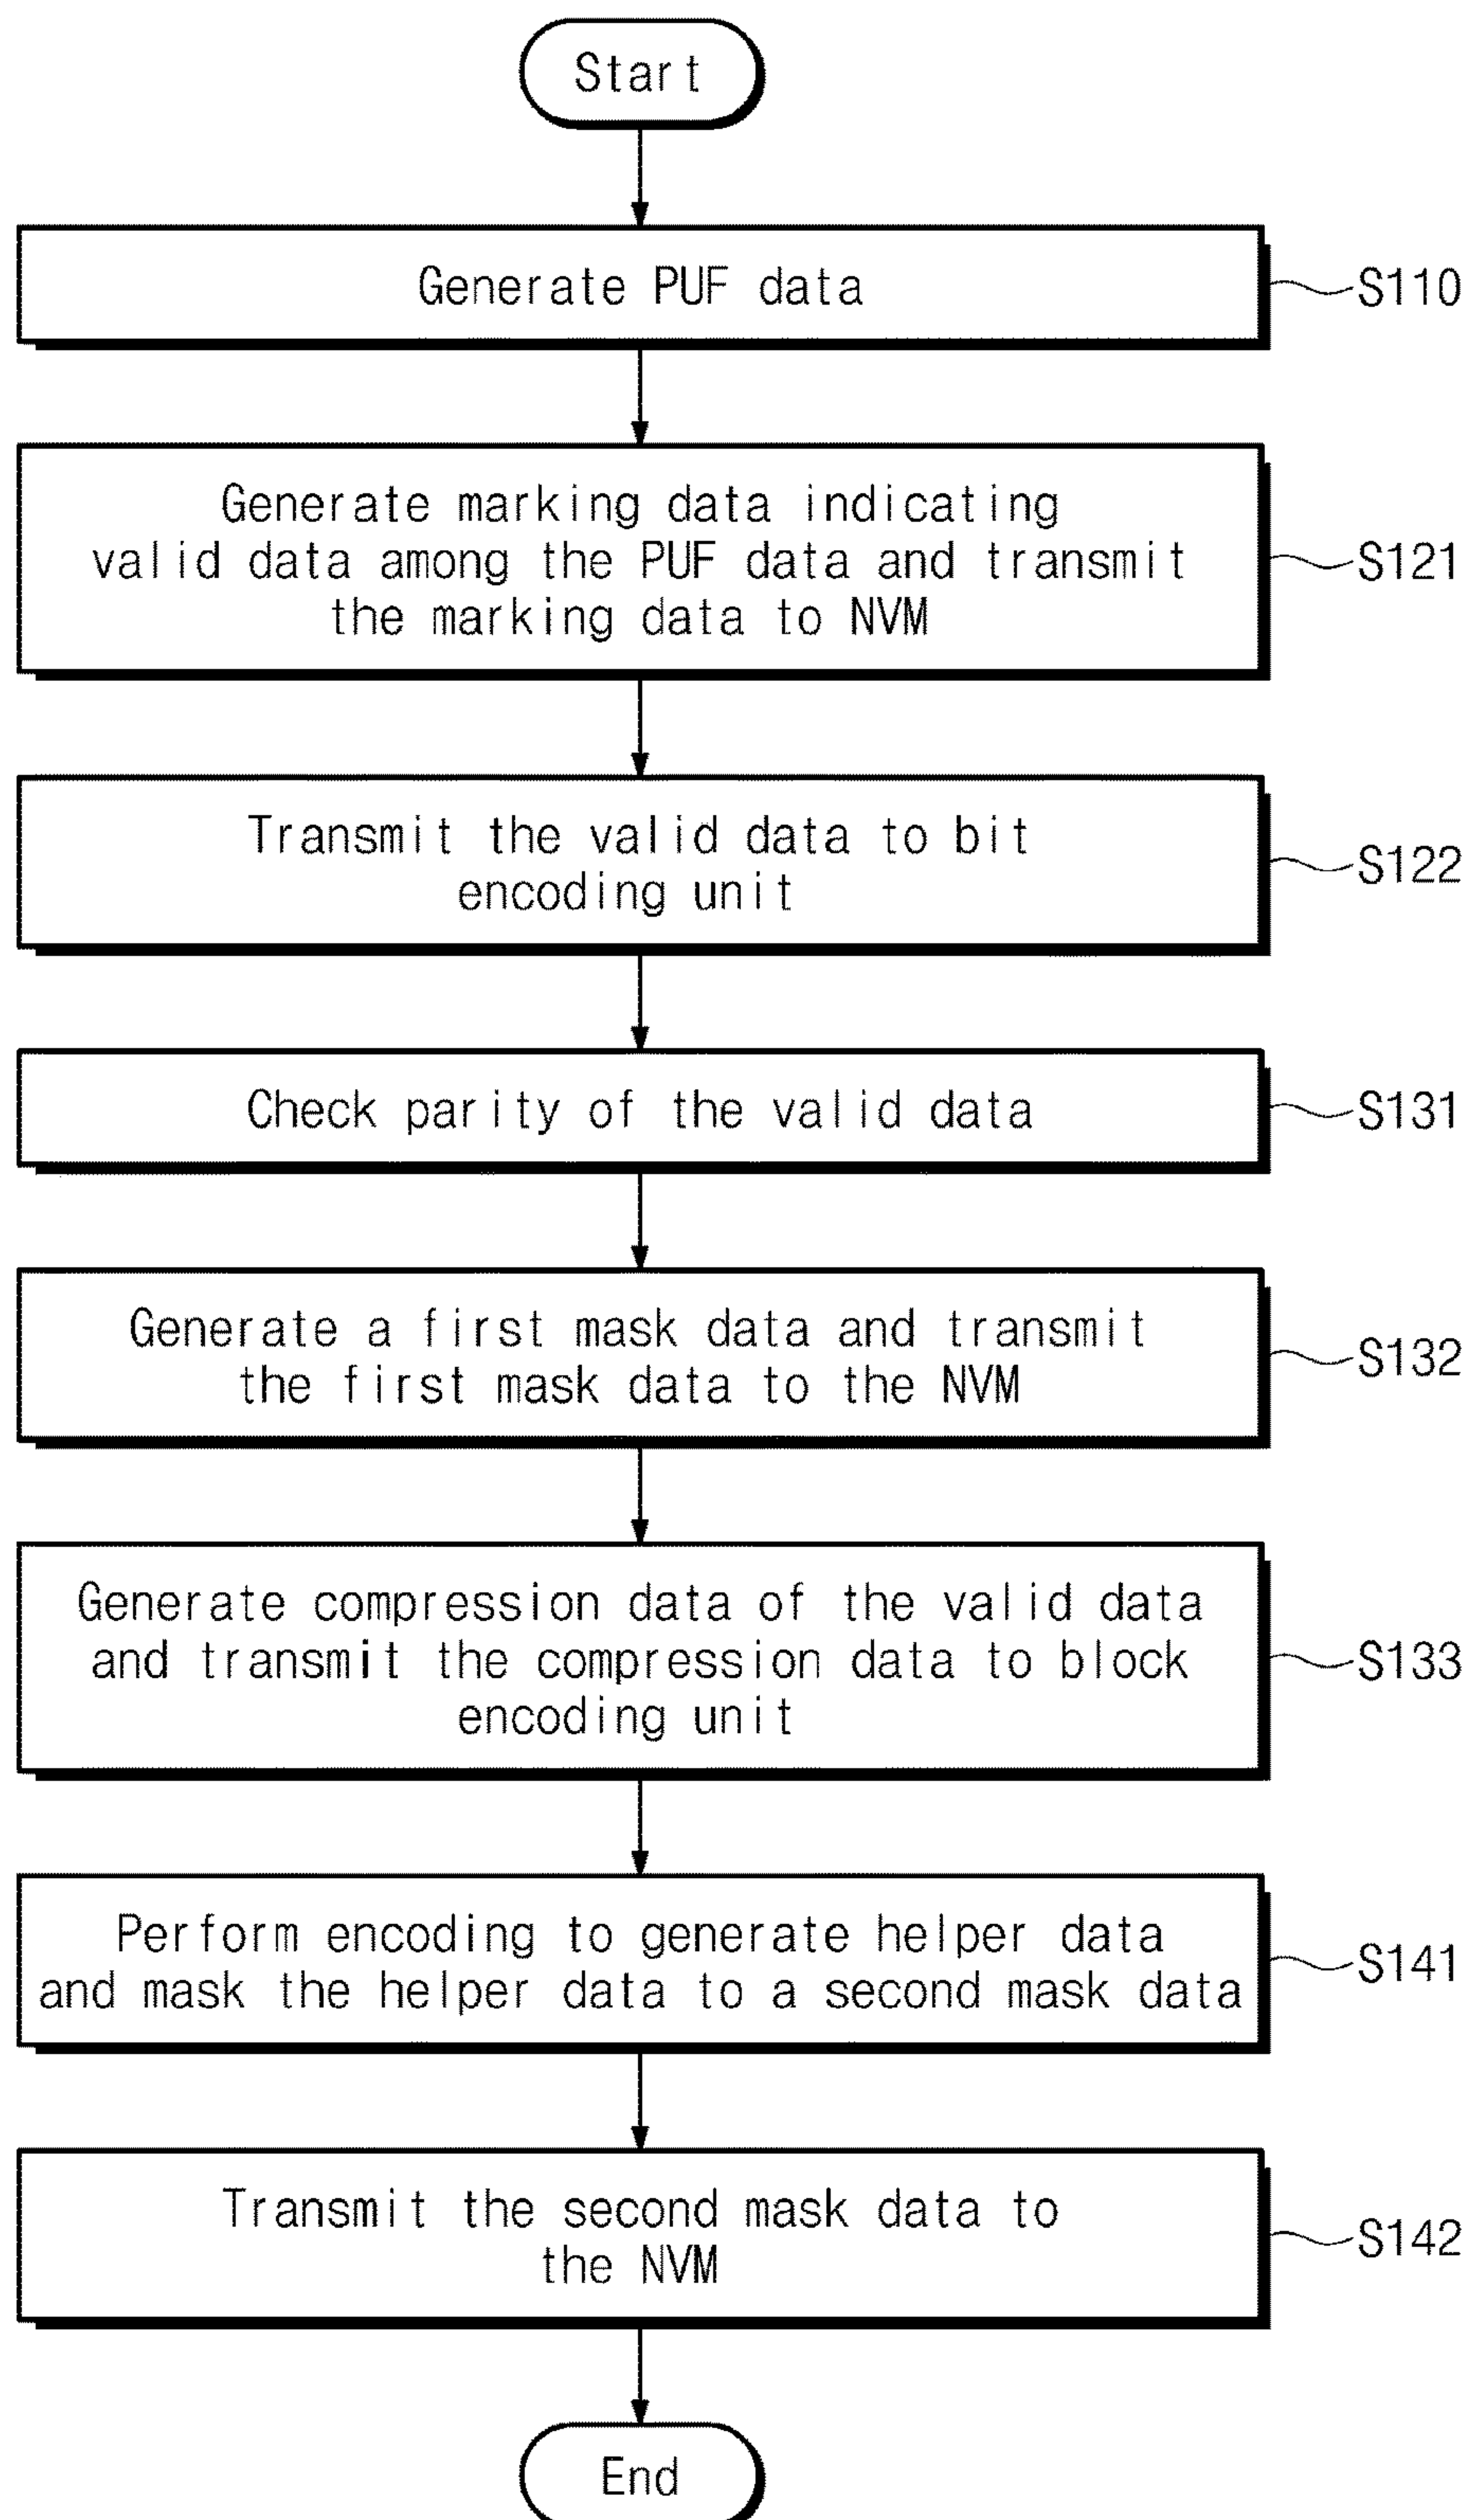 Start
Generate PUF data
S110
Generate marking data indicating
valid data among the PUF data and transmit
the marking data to NVM
S121
Transmit the valid data to bit
encoding unit
S122
Check parity of the valid data
S131
Generate a first mask data and transmit
the first mask data to the NVM
S132
Generate compression data of the valid data
and transmit the compression data to block
encoding unit
S133
Perform encoding to generate helper data
and mask the helper data to a second mask data
S141
Transmit the second mask data to
the NVM
S142
End